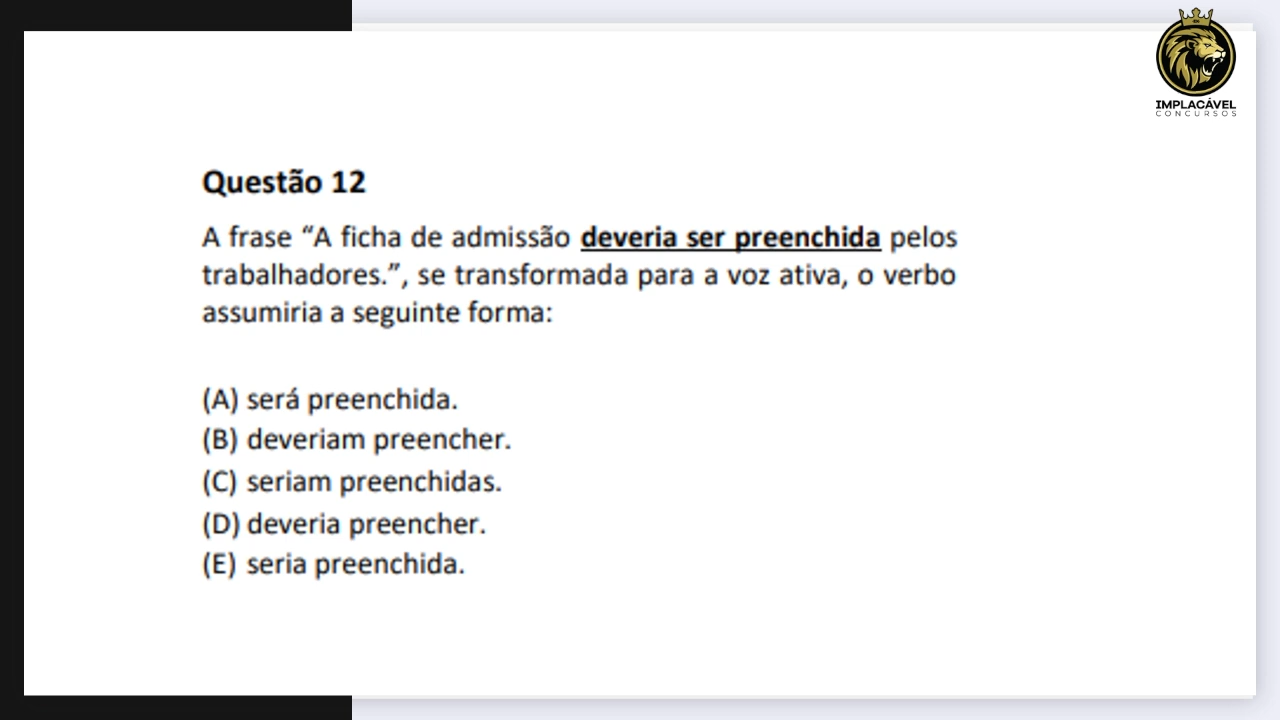 IMPLACÁVEL
CONCURSOS
Questão 12
A frase “A ficha de admissão deveria ser preenchida pelos
trabalhadores.”, se transformada para a voz ativa, o verbo
assumiria a seguinte forma:
(A) será preenchida.
(B) deveriam preencher.
(C) seriam preenchidas.
(D) deveria preencher.
(E) seria preenchida.